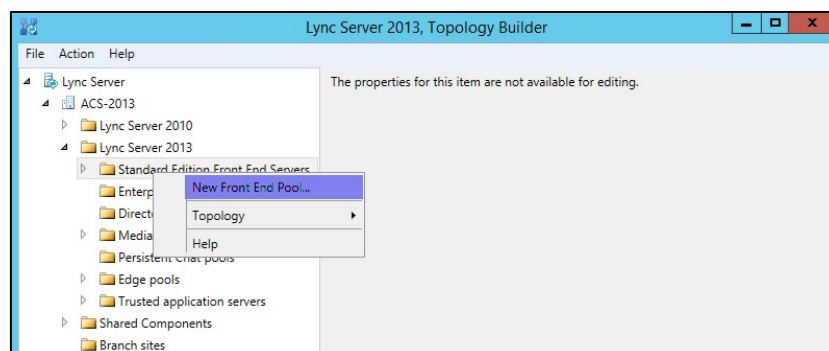 Lync Server 2013, Topology Builder
File Action Help
Lync Server
The properties for this item are not available for editing.
ACS-2013
Lync Server 2010
Lync Server 2013
Standard Edition Front End Servers
New Front End Pool...
Topology
Help
Media
Persistent Chat pools
Edge pools
Trusted application servers
Shared Components
Branch sites